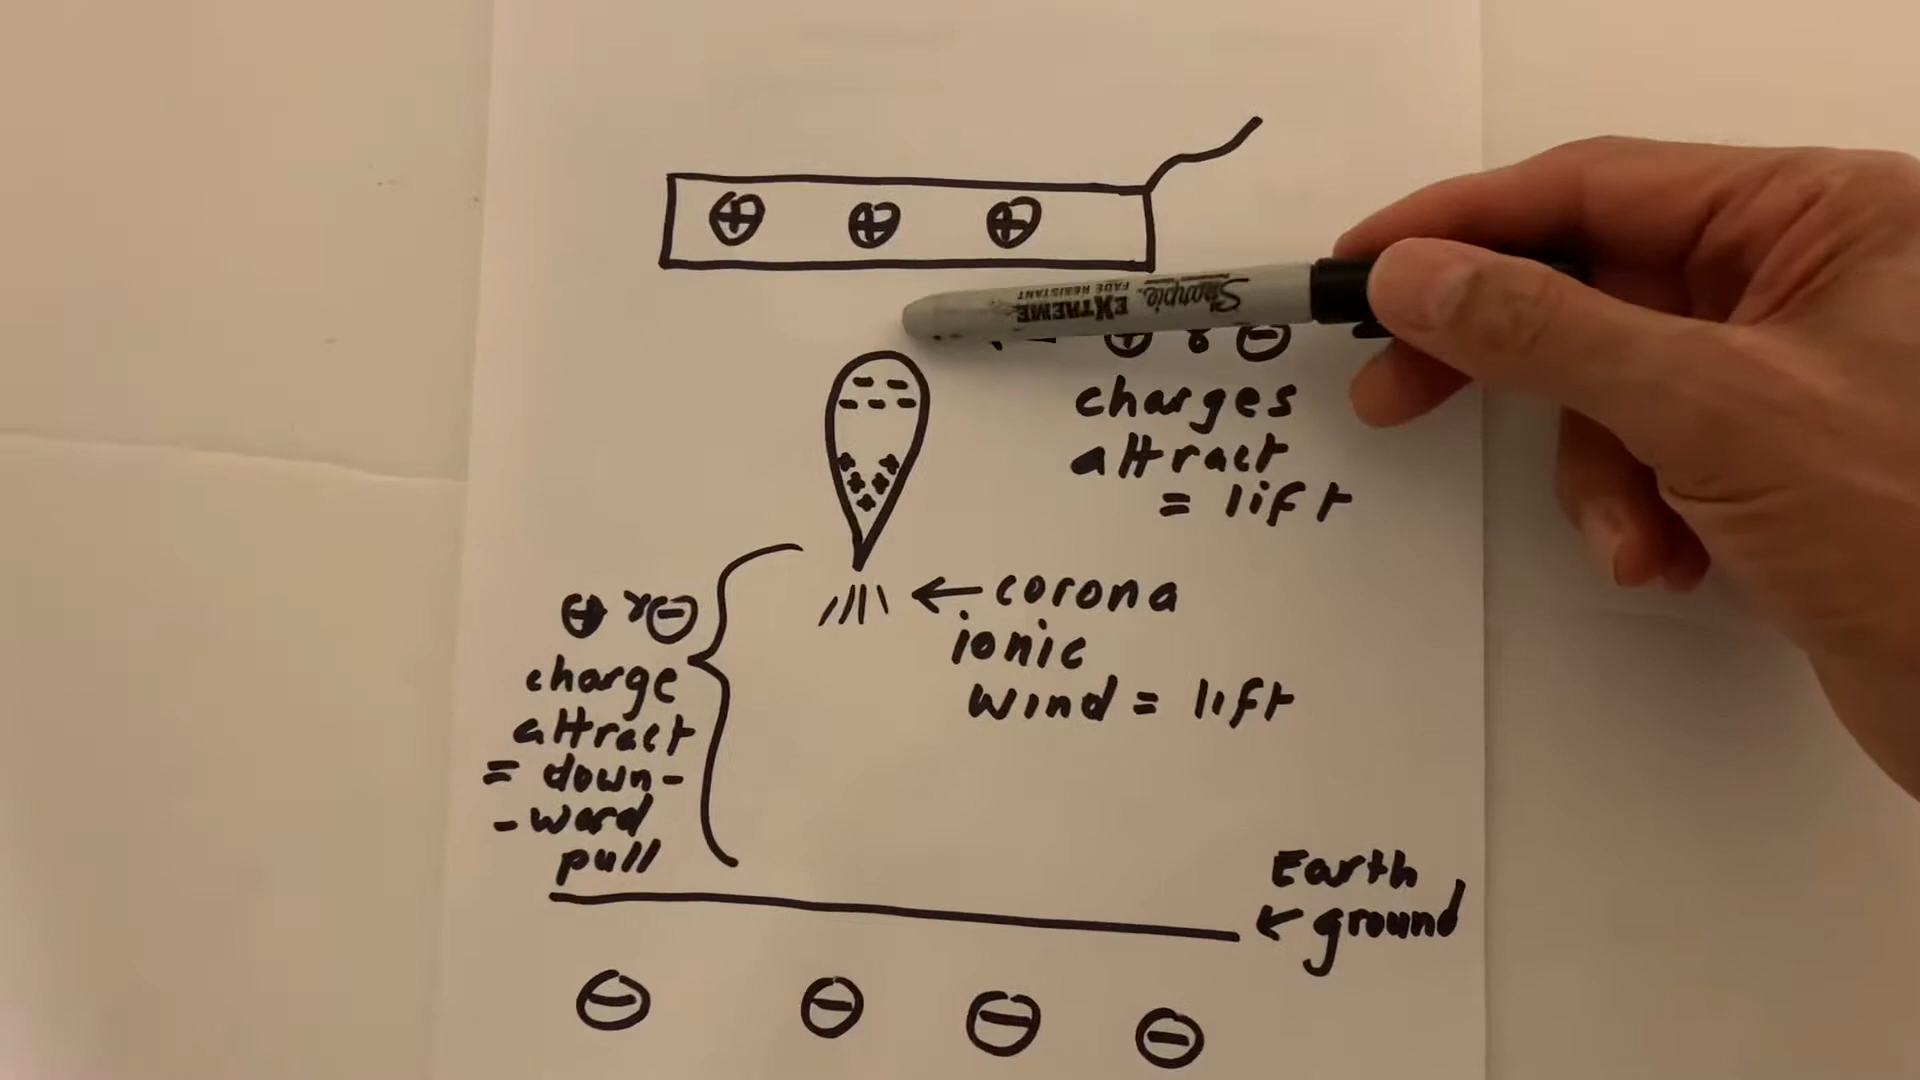 Sharpie
EXTREME
FADE RESISTANT
+ & -
charges
attract
= lift
← corona
ionic
wind = lift
+ & -
charge
attract
= down-
-ward
pull
Earth
← ground